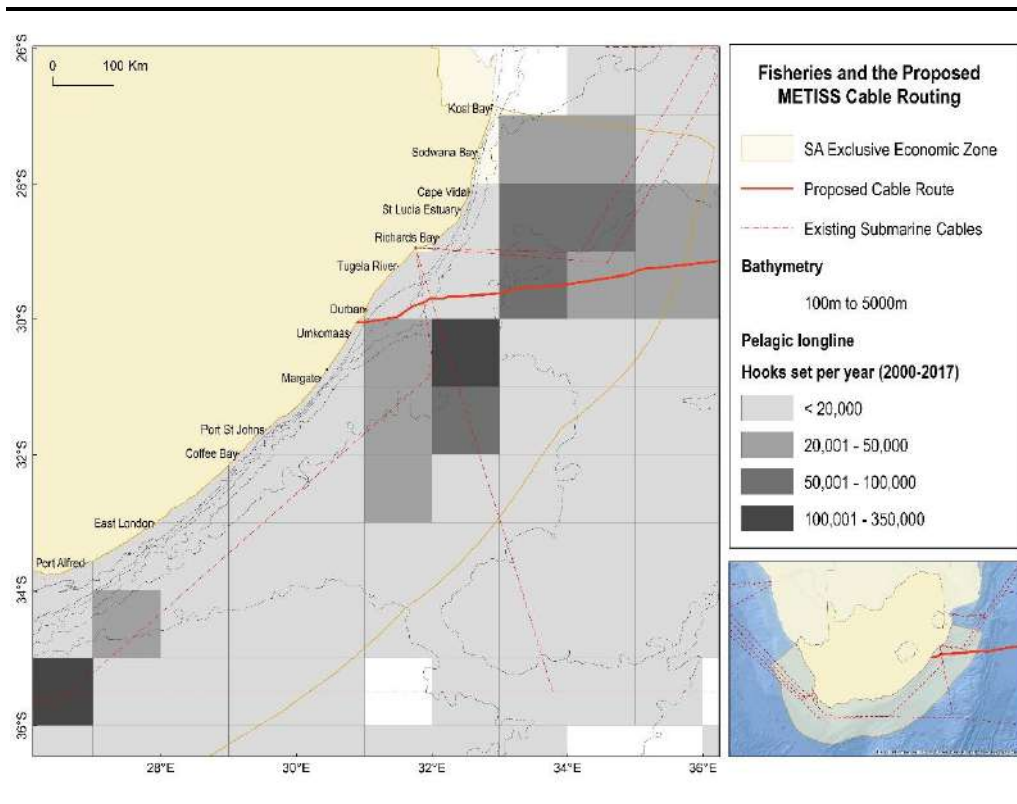 26°S
0 100 Km
Kosi Bay
Sodwana Bay
28°S
Cape Vidal
St Lucia Estuary
Richards Bay
Tugela River
Durban
30°S
Umkomaas
Margate
Port St Johns
32°S
Coffee Bay
East London
Port Alfred
34°S
36°S
28°E 30°E 32°E 34°E 36°E
Fisheries and the Proposed
METISS Cable Routing
SA Exclusive Economic Zone
Proposed Cable Route
Existing Submarine Cables
Bathymetry
100m to 5000m
Pelagic longline
Hooks set per year (2000-2017)
< 20,000
20,001 - 50,000
50,001 - 100,000
100,001 - 350,000